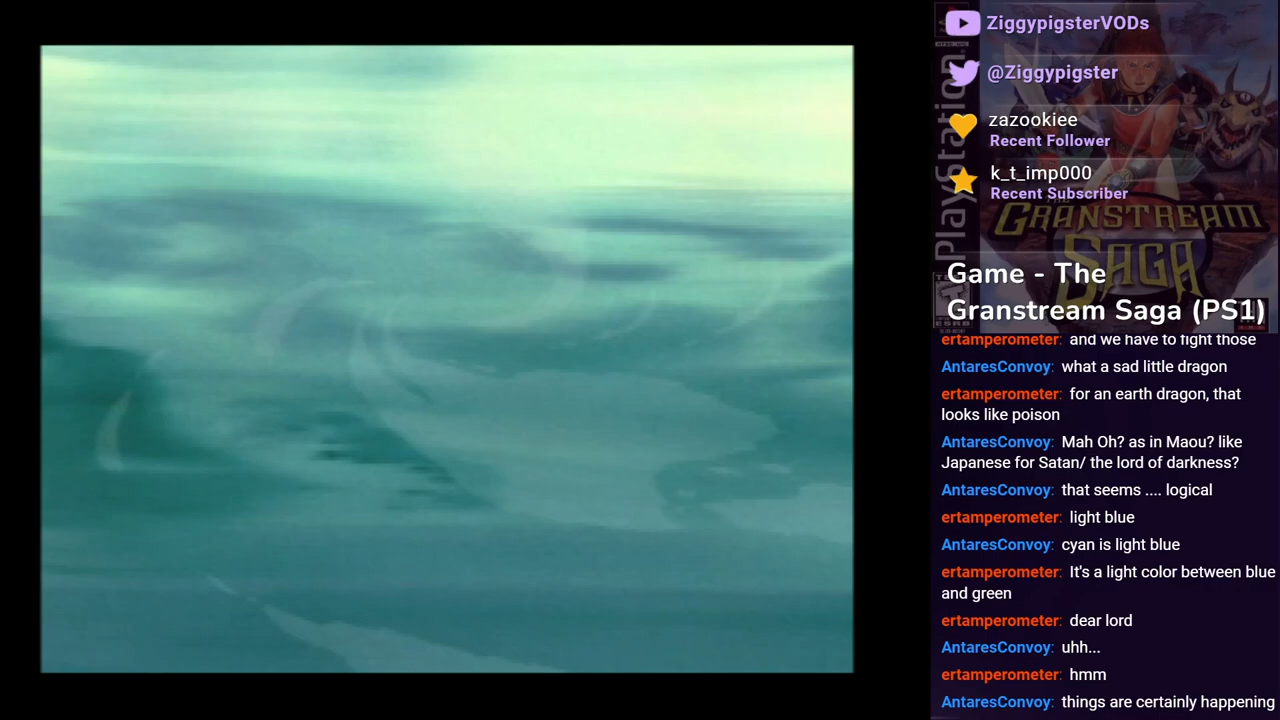 ZiggypigsterVODs
@Ziggypigster
zazookiee
Recent Follower
k_t_imp000
Recent Subscriber
PlayStation
GRANSTREAM
SAGA
Game - The
Granstream Saga (PS1)
ertamperometer: and we have to fight those
AntaresConvoy: what a sad little dragon
ertamperometer: for an earth dragon, that
looks like poison
AntaresConvoy: Mah Oh? as in Maou? like
Japanese for Satan/ the lord of darkness?
AntaresConvoy: that seems .... logical
ertamperometer: light blue
AntaresConvoy: cyan is light blue
ertamperometer: It's a light color between blue
and green
ertamperometer: dear lord
AntaresConvoy: uhh...
ertamperometer: hmm
AntaresConvoy: things are certainly happening